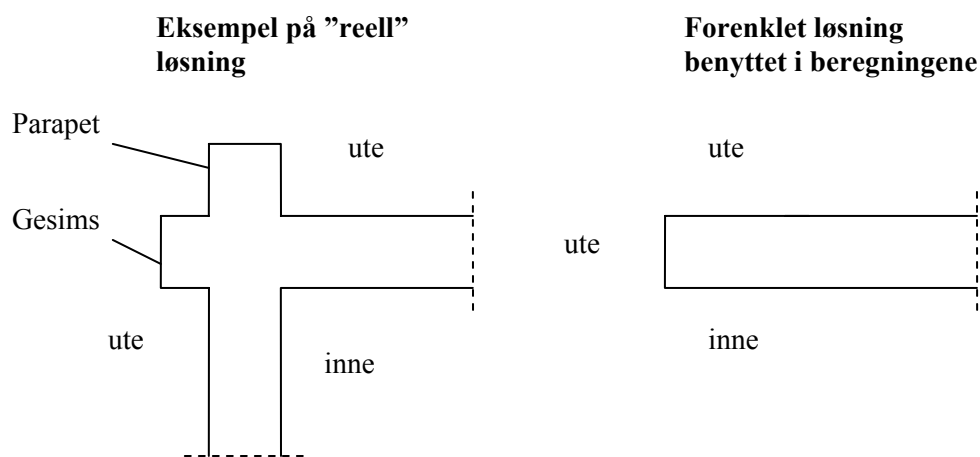 Eksempel på ”reell”
løsning
Forenklet løsning
benyttet i beregningene
Parapet
ute
ute
Gesims
ute
ute
inne
inne